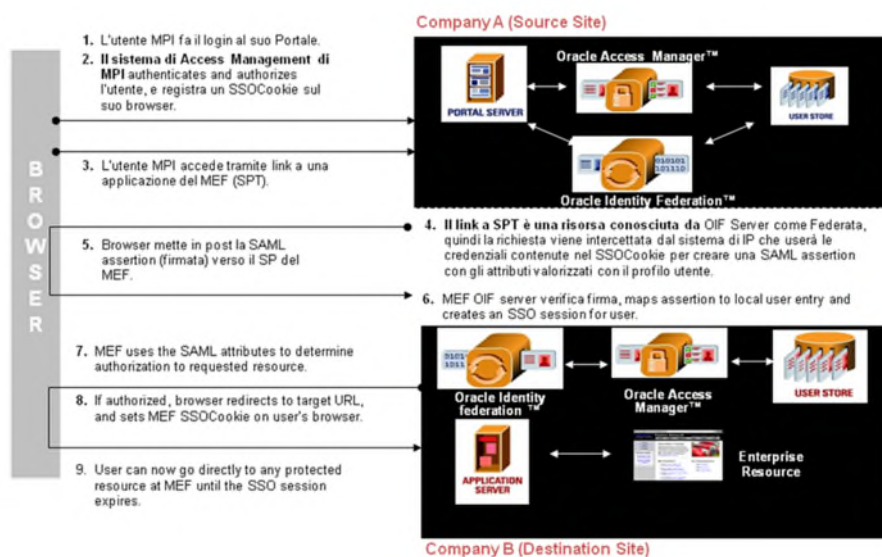 Company A (Source Site)
1. L'utente MPI fa il login al suo Portale.
2. Il sistema di Access Management di
MPI authenticates and authorizes
l'utente, e registra un SSOCookie sul
suo browser.
Oracle Access Manager™
PORTAL SERVER
USER STORE
010101
101110
Oracle Identity Federation™
BROWSER
3. L'utente MPI accede tramite link a una
applicazione del MEF (SPT).
4. Il link a SPT è una risorsa conosciuta da OIF Server come Federata,
quindi la richiesta viene intercettata dal sistema di IP che userà le
credenziali contenute nel SSOCookie per creare una SAML assertion
con gli attributi valorizzati con il profilo utente.
5. Browser mette in post la SAML
assertion (firmata) verso il SP del
MEF.
6. MEF OIF server verifica firma, maps assertion to local user entry and
creates an SSO session for user.
7. MEF uses the SAML attributes to determine
authorization to requested resource.
0101
1011
Oracle Identity
federation ™
Oracle Access
Manager™
USER STORE
8. If authorized, browser redirects to target URL,
and sets MEF SSOCookie on user's browser.
APPLICATION
SERVER
Enterprise
Resource
9. User can now go directly to any protected
resource at MEF until the SSO session
expires.
Company B (Destination Site)